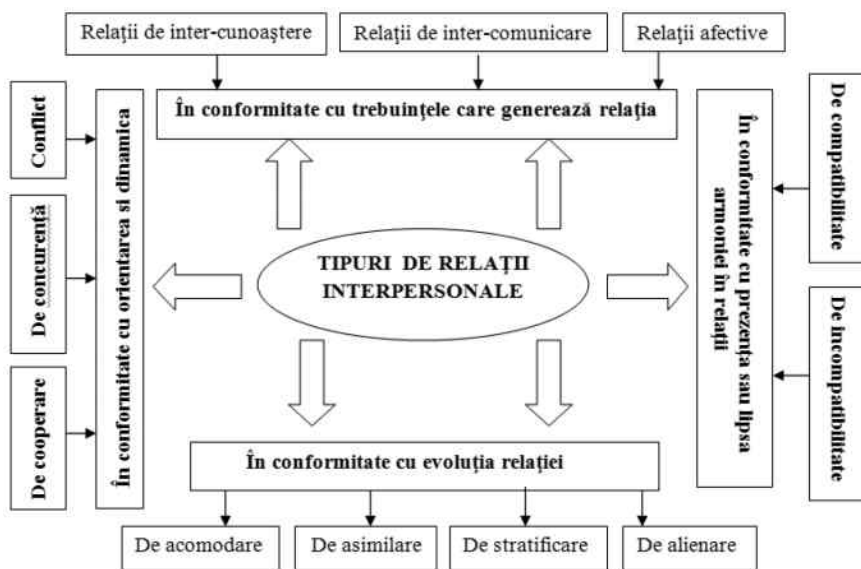 Relaţii de inter-cunoaştere
Relaţii de inter-comunicare
Relaţii afective
În conformitate cu trebuinţele care generează relaţia
Conflict
De concurenţă
De cooperare
În conformitate cu orientarea si dinamica
TIPURI DE RELAŢII
INTERPERSONALE
În conformitate cu prezenţa sau lipsa
armoniei în relaţii
De compatibilitate
De incompatibilitate
În conformitate cu evoluţia relaţiei
De acomodare
De asimilare
De stratificare
De alienare